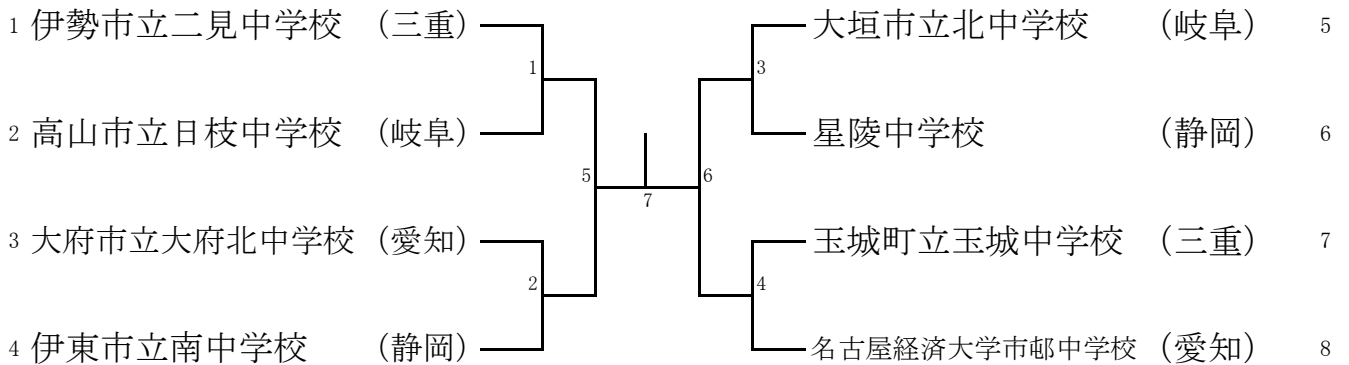 1 伊勢市立二見中学校 （三重） 大垣市立北中学校 （岐阜） 5
1 3
2 高山市立日枝中学校 （岐阜） 星陵中学校 （静岡） 6
5 6
7
3 大府市立大府北中学校 （愛知） 玉城町立玉城中学校 （三重） 7
2 4
4 伊東市立南中学校 （静岡） 名古屋経済大学市邨中学校 （愛知） 8